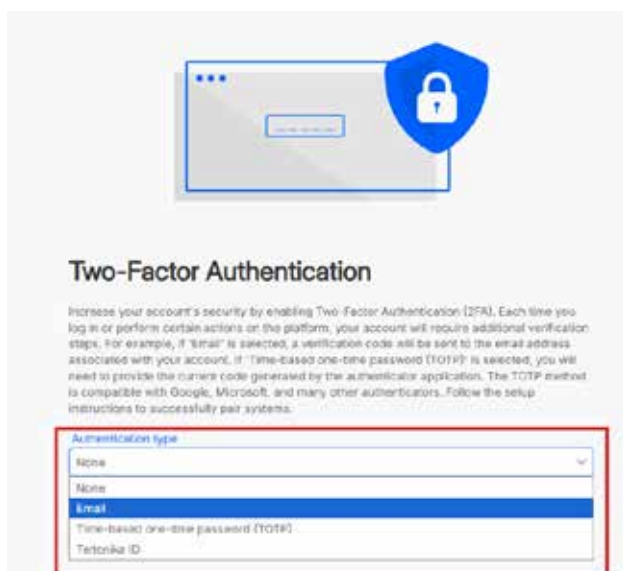 Two-Factor Authentication
Increase your account's security by enabling Two-Factor Authentication (2FA). Each time you
log in or perform certain actions on the platform, your account will require additional verification
steps. For example, if "Email" is selected, a verification code will be sent to the email address
associated with your account. If "Time-based one-time password (TOTP)" is selected, you will
need to provide the current code generated by the authenticator application. The TOTP method
is compatible with Google, Microsoft, and many other authenticators. Follow the setup
instructions to successfully pair systems.
Authentication type
None
None
Email
Time-based one-time password (TOTP)
Teltonika ID